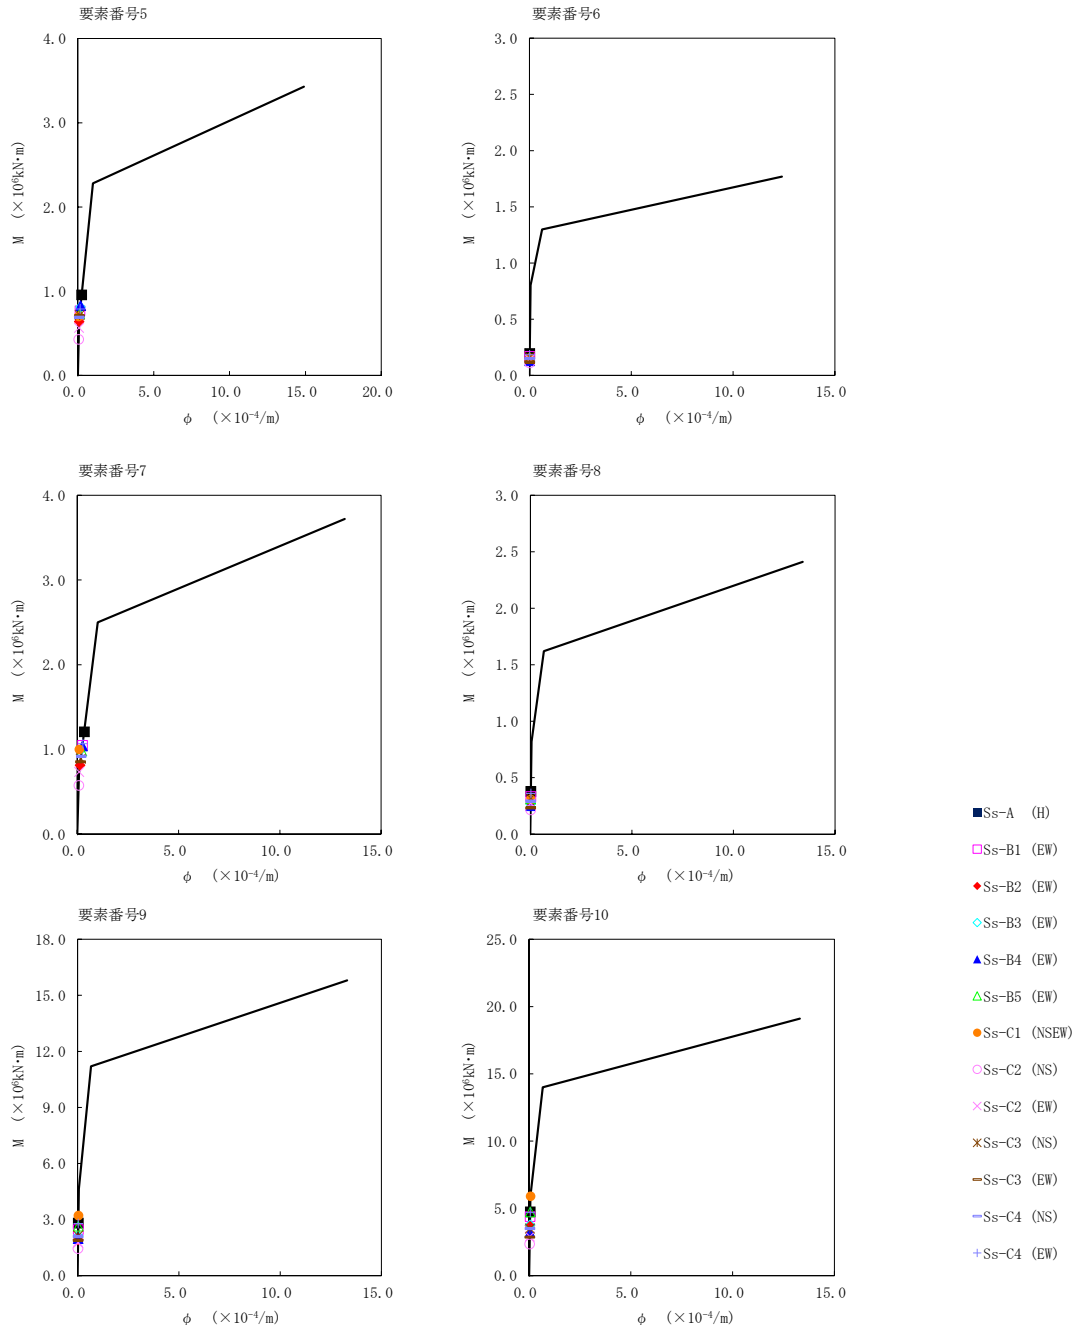 要素番号5
4.0
3.0
2.0
1.0
0.0
0.0 5.0 10.0 15.0 20.0
M (×10⁶kN･m)
φ (×10⁻⁴/m)
要素番号6
3.0
2.5
2.0
1.5
1.0
0.5
0.0
0.0 5.0 10.0 15.0
M (×10⁶kN･m)
φ (×10⁻⁴/m)
要素番号7
4.0
3.0
2.0
1.0
0.0
0.0 5.0 10.0 15.0
M (×10⁶kN･m)
φ (×10⁻⁴/m)
要素番号8
3.0
2.5
2.0
1.5
1.0
0.5
0.0
0.0 5.0 10.0 15.0
M (×10⁶kN･m)
φ (×10⁻⁴/m)
要素番号9
18.0
15.0
12.0
9.0
6.0
3.0
0.0
0.0 5.0 10.0 15.0
M (×10⁶kN･m)
φ (×10⁻⁴/m)
要素番号10
25.0
20.0
15.0
10.0
5.0
0.0
0.0 5.0 10.0 15.0
M (×10⁶kN･m)
φ (×10⁻⁴/m)
Ss-A (H)
Ss-B1 (EW)
Ss-B2 (EW)
Ss-B3 (EW)
Ss-B4 (EW)
Ss-B5 (EW)
Ss-C1 (NSEW)
Ss-C2 (NS)
Ss-C2 (EW)
Ss-C3 (NS)
Ss-C3 (EW)
Ss-C4 (NS)
Ss-C4 (EW)